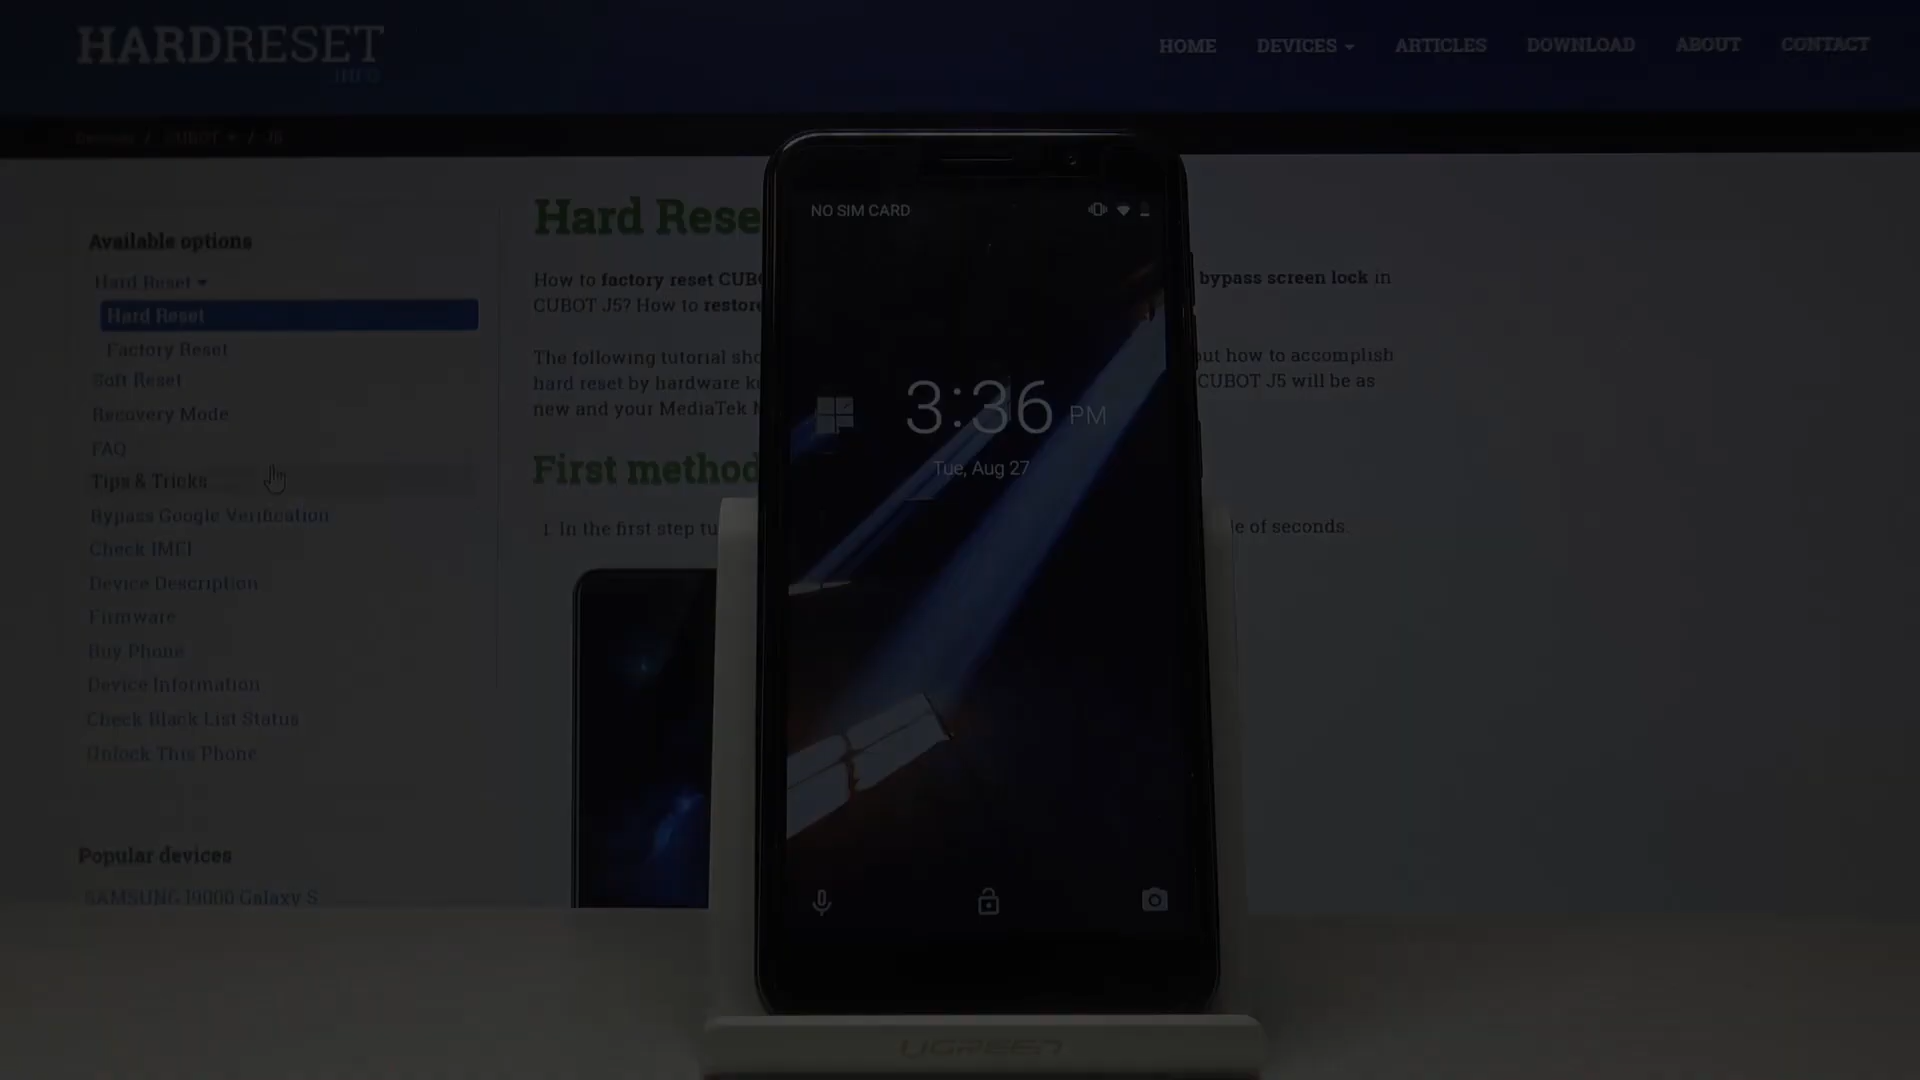 HARDRESET
.INFO
HOME DEVICES ARTICLES DOWNLOAD ABOUT CONTACT
Devices / CUBOT / J5
Available options
Hard Reset
Hard Reset
Factory Reset
Soft Reset
Recovery Mode
FAQ
Tips & Tricks
Bypass Google Verification
Check IMEI
Device Description
Firmware
Buy Phone
Device Information
Check Black List Status
Unlock This Phone
Popular devices
SAMSUNG I9000 Galaxy S
Hard Rese
How to factory reset CUB bypass screen lock in
CUBOT J5? How to restore
The following tutorial sho out how to accomplish
hard reset by hardware k CUBOT J5 will be as
new and your MediaTek
First method
1. In the first step tu le of seconds.
NO SIM CARD
3:36 PM
Tue, Aug 27
UGREEN